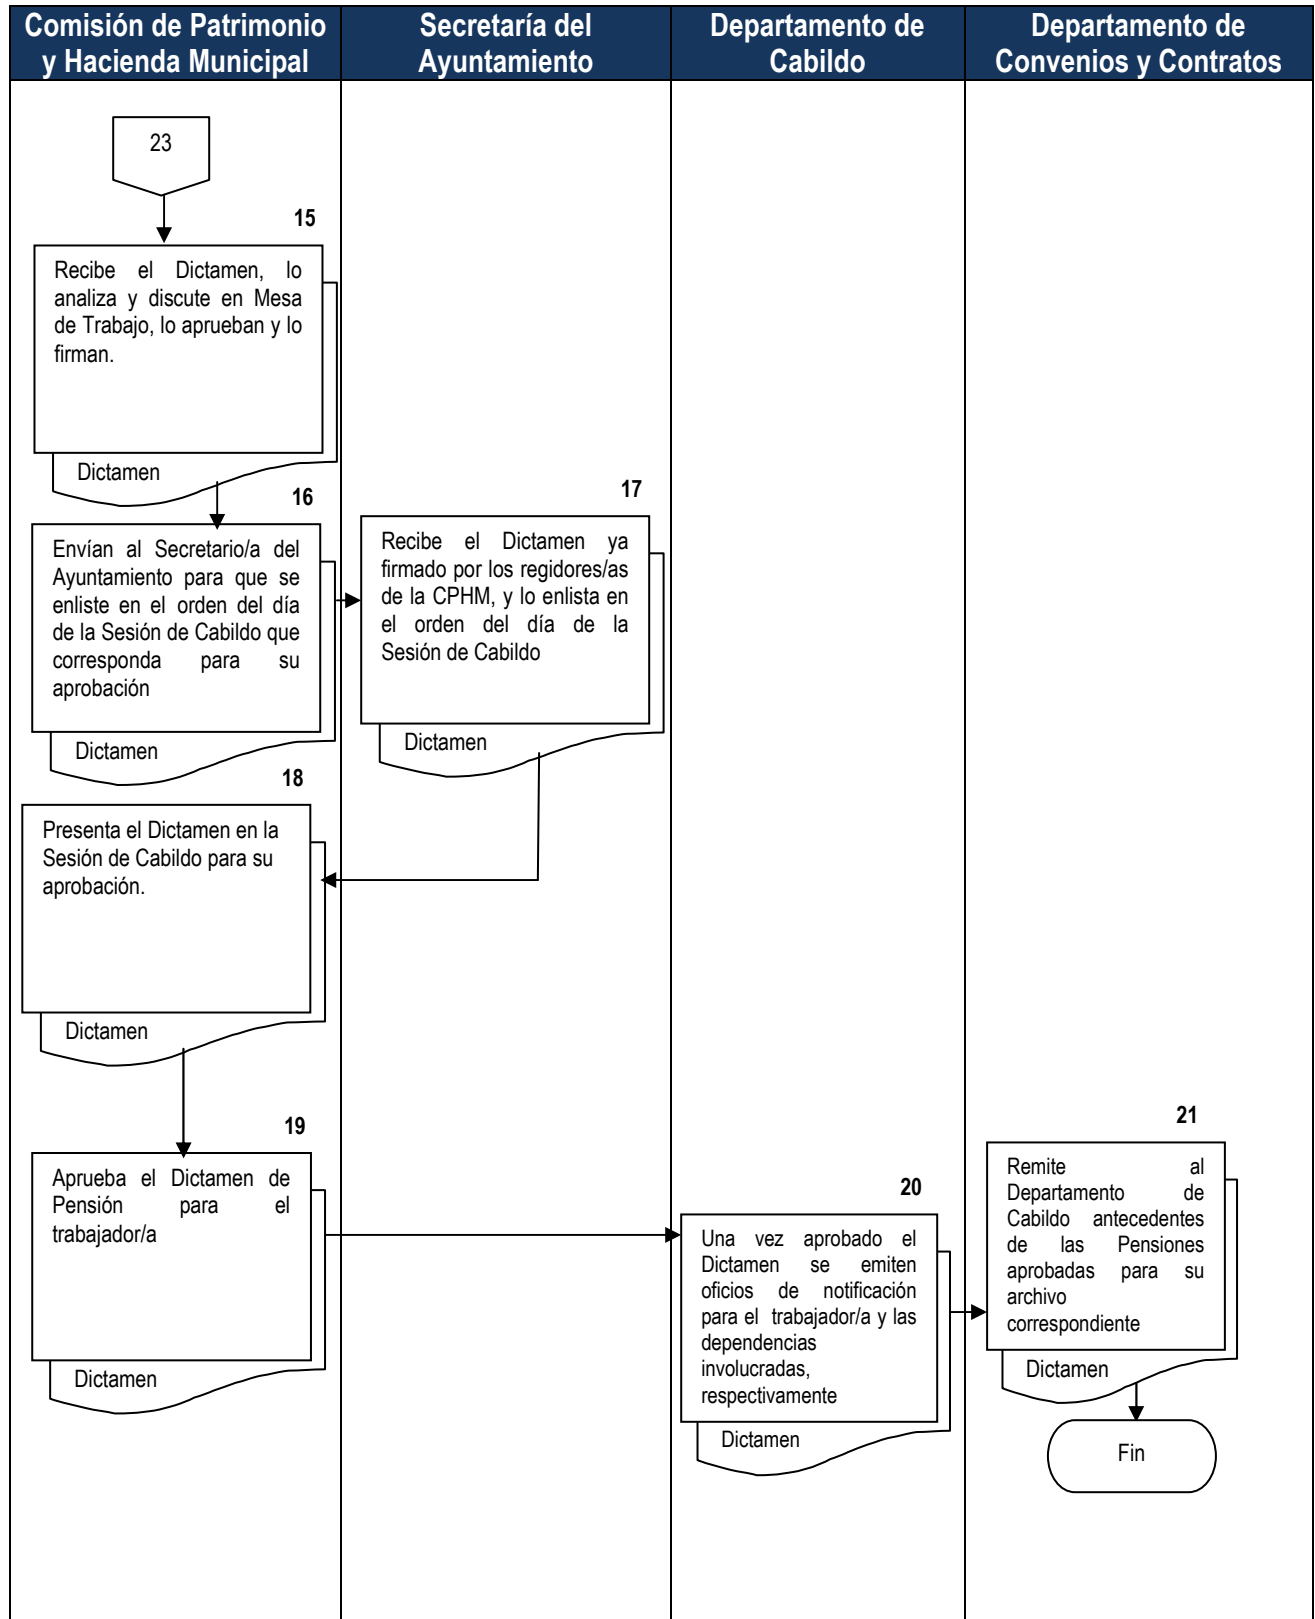 Comisión de Patrimonio
y Hacienda Municipal
Secretaría del
Ayuntamiento
Departamento de
Cabildo
Departamento de
Convenios y Contratos
23
15
Recibe el Dictamen, lo
analiza y discute en Mesa
de Trabajo, lo aprueban y lo
firman.
Dictamen
16
Envían al Secretario/a del
Ayuntamiento para que se
enliste en el orden del día
de la Sesión de Cabildo que
corresponda para su
aprobación
Dictamen
17
Recibe el Dictamen ya
firmado por los regidores/as
de la CPHM, y lo enlista en
el orden del día de la
Sesión de Cabildo
Dictamen
18
Presenta el Dictamen en la
Sesión de Cabildo para su
aprobación.
Dictamen
19
Aprueba el Dictamen de
Pensión para el
trabajador/a
Dictamen
20
Una vez aprobado el
Dictamen se emiten
oficios de notificación
para el trabajador/a y las
dependencias
involucradas,
respectivamente
Dictamen
21
Remite al
Departamento de
Cabildo antecedentes
de las Pensiones
aprobadas para su
archivo
correspondiente
Dictamen
Fin